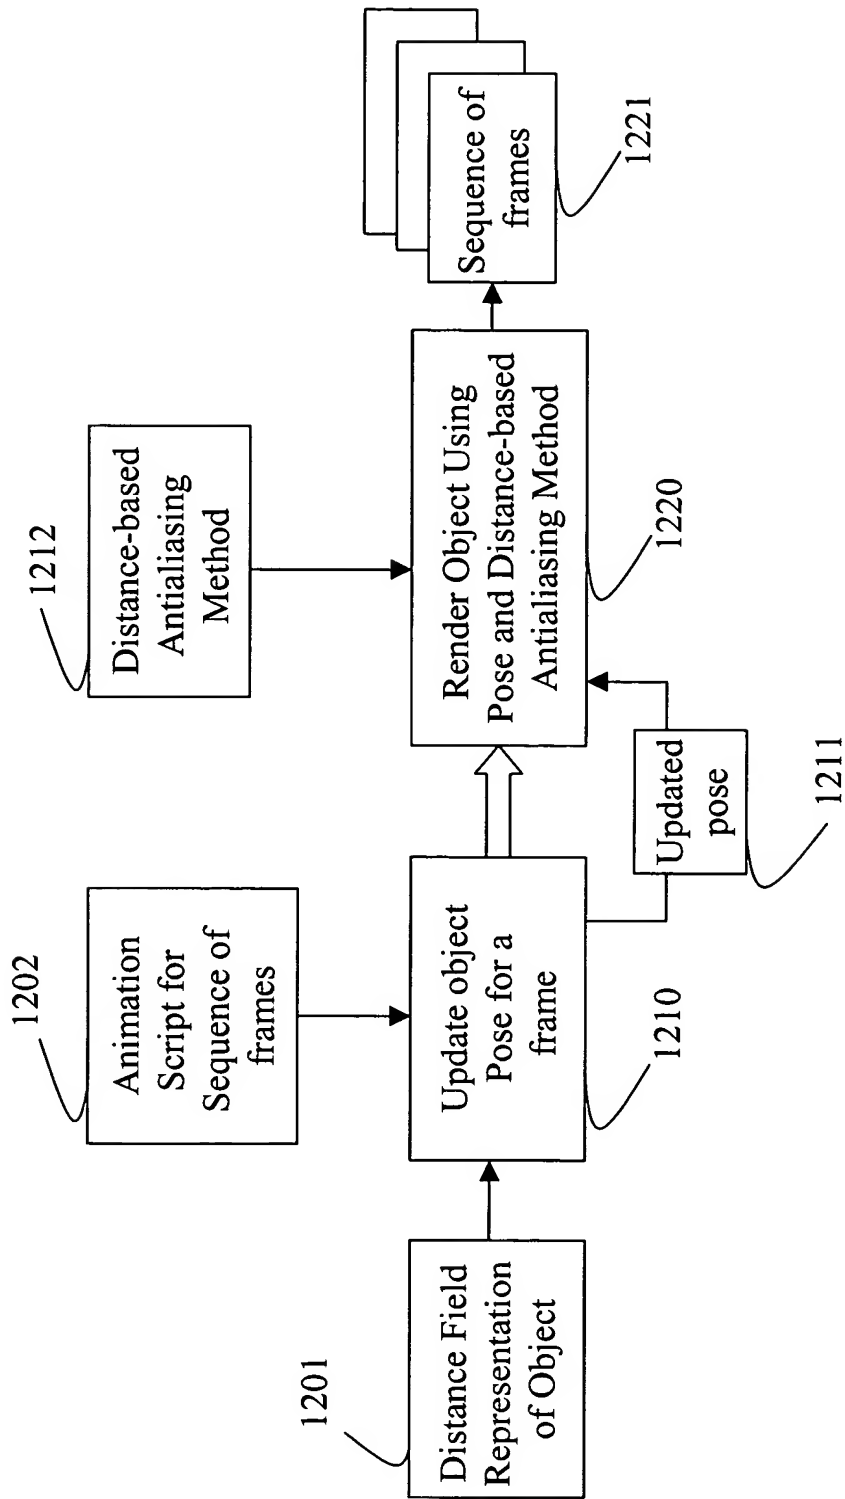 1202
Animation
Script for
Sequence of
frames
1212
Distance-based
Antialiasing
Method
1201
Distance Field
Representation
of Object
Update object
Pose for a
frame
1210
Render Object Using
Pose and Distance-based
Antialiasing Method
1220
Sequence of
frames
1221
Updated
pose
1211